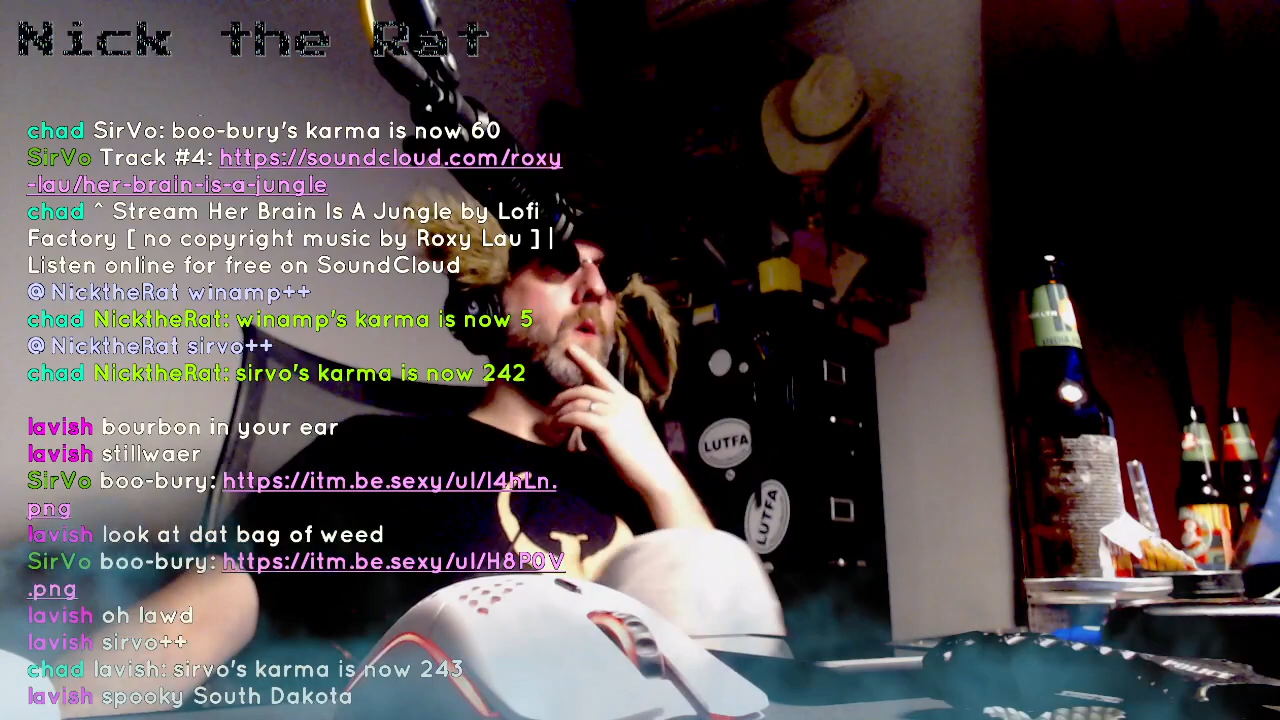 Nick the Rat
chad SirVo: boo-bury's karma is now 60
SirVo Track #4: https://soundcloud.com/roxy
-lau/her-brain-is-a-jungle
chad ^ Stream Her Brain Is A Jungle by Lofi
Factory [ no copyright music by Roxy Lau ] |
Listen online for free on SoundCloud
@NicktheRat winamp++
chad NicktheRat: winamp's karma is now 5
@NicktheRat sirvo++
chad NicktheRat: sirvo's karma is now 242
lavish bourbon in your ear
lavish stillwaer
SirVo boo-bury: https://itm.be.sexy/ul/l4hLn.
png
lavish look at dat bag of weed
SirVo boo-bury: https://itm.be.sexy/ul/H8P0V
.png
lavish oh lawd
lavish sirvo++
chad lavish: sirvo's karma is now 243
lavish spooky South Dakota
LUTFA
LUTFA